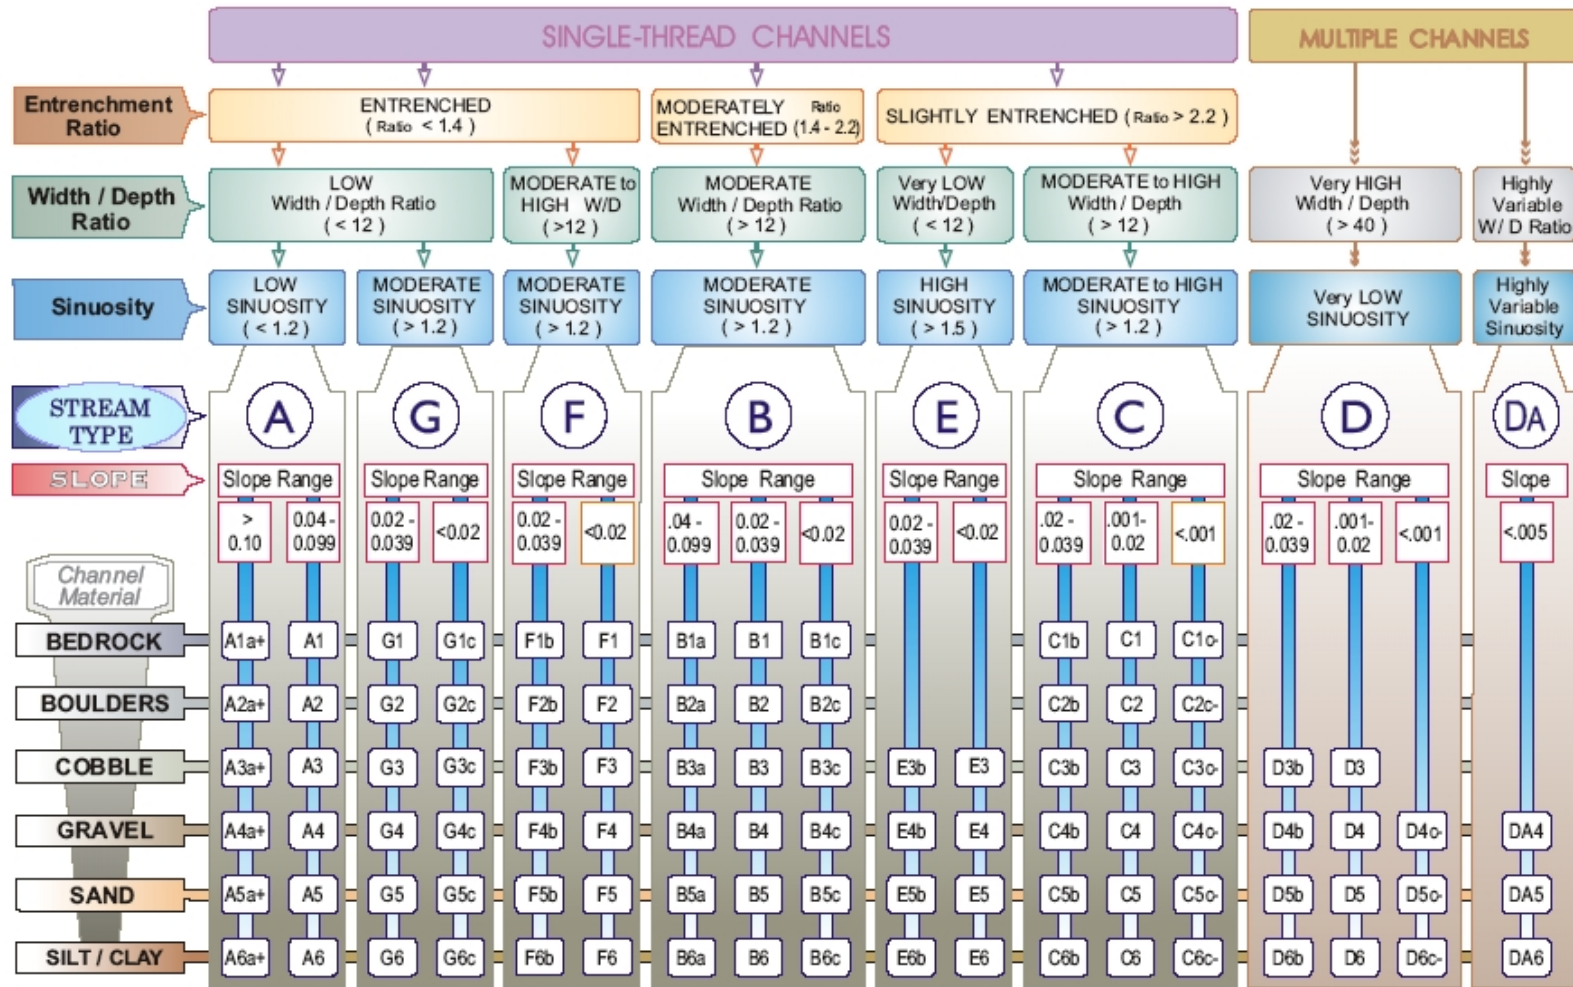 SINGLE-THREAD CHANNELS
MULTIPLE CHANNELS
Entrenchment
Ratio
ENTRENCHED
( Ratio < 1.4 )
MODERATELY Ratio
ENTRENCHED (1.4 - 2.2)
SLIGHTLY ENTRENCHED ( Ratio > 2.2 )
Width / Depth
Ratio
LOW
Width / Depth Ratio
( < 12 )
MODERATE to
HIGH W/D
( >12 )
MODERATE
Width / Depth Ratio
( > 12 )
Very LOW
Width/Depth
( < 12 )
MODERATE to HIGH
Width / Depth
( > 12 )
Very HIGH
Width / Depth
( > 40 )
Highly
Variable
W/ D Ratio
Sinuosity
LOW
SINUOSITY
( < 1.2 )
MODERATE
SINUOSITY
( > 1.2 )
MODERATE
SINUOSITY
( > 1.2 )
MODERATE
SINUOSITY
( > 1.2 )
HIGH
SINUOSITY
( > 1.5 )
MODERATE to HIGH
SINUOSITY
( > 1.2 )
Very LOW
SINUOSITY
Highly
Variable
Sinuosity
STREAM
TYPE
A G F B E C D DA
SLOPE
Slope Range Slope Range Slope Range Slope Range Slope Range Slope Range Slope Range Slope
>
0.10
0.04 -
0.099
0.02 -
0.039
<0.02
0.02 -
0.039
<0.02
.04 -
0.099
0.02 -
0.039
<0.02
0.02 -
0.039
<0.02
.02 -
0.039
.001-
0.02
<.001
.02 -
0.039
.001-
0.02
<.001
<.005
Channel
Material
BEDROCK A1a+ A1 G1 G1c F1b F1 B1a B1 B1c C1b C1 C1c-
BOULDERS A2a+ A2 G2 G2c F2b F2 B2a B2 B2c C2b C2 C2c-
COBBLE A3a+ A3 G3 G3c F3b F3 B3a B3 B3c E3b E3 C3b C3 C3c- D3b D3
GRAVEL A4a+ A4 G4 G4c F4b F4 B4a B4 B4c E4b E4 C4b C4 C4c- D4b D4 D4c- DA4
SAND A5a+ A5 G5 G5c F5b F5 B5a B5 B5c E5b E5 C5b C5 C5c- D5b D5 D5c- DA5
SILT / CLAY A6a+ A6 G6 G6c F6b F6 B6a B6 B6c E6b E6 C6b C6 C6c- D6b D6 D6c- DA6